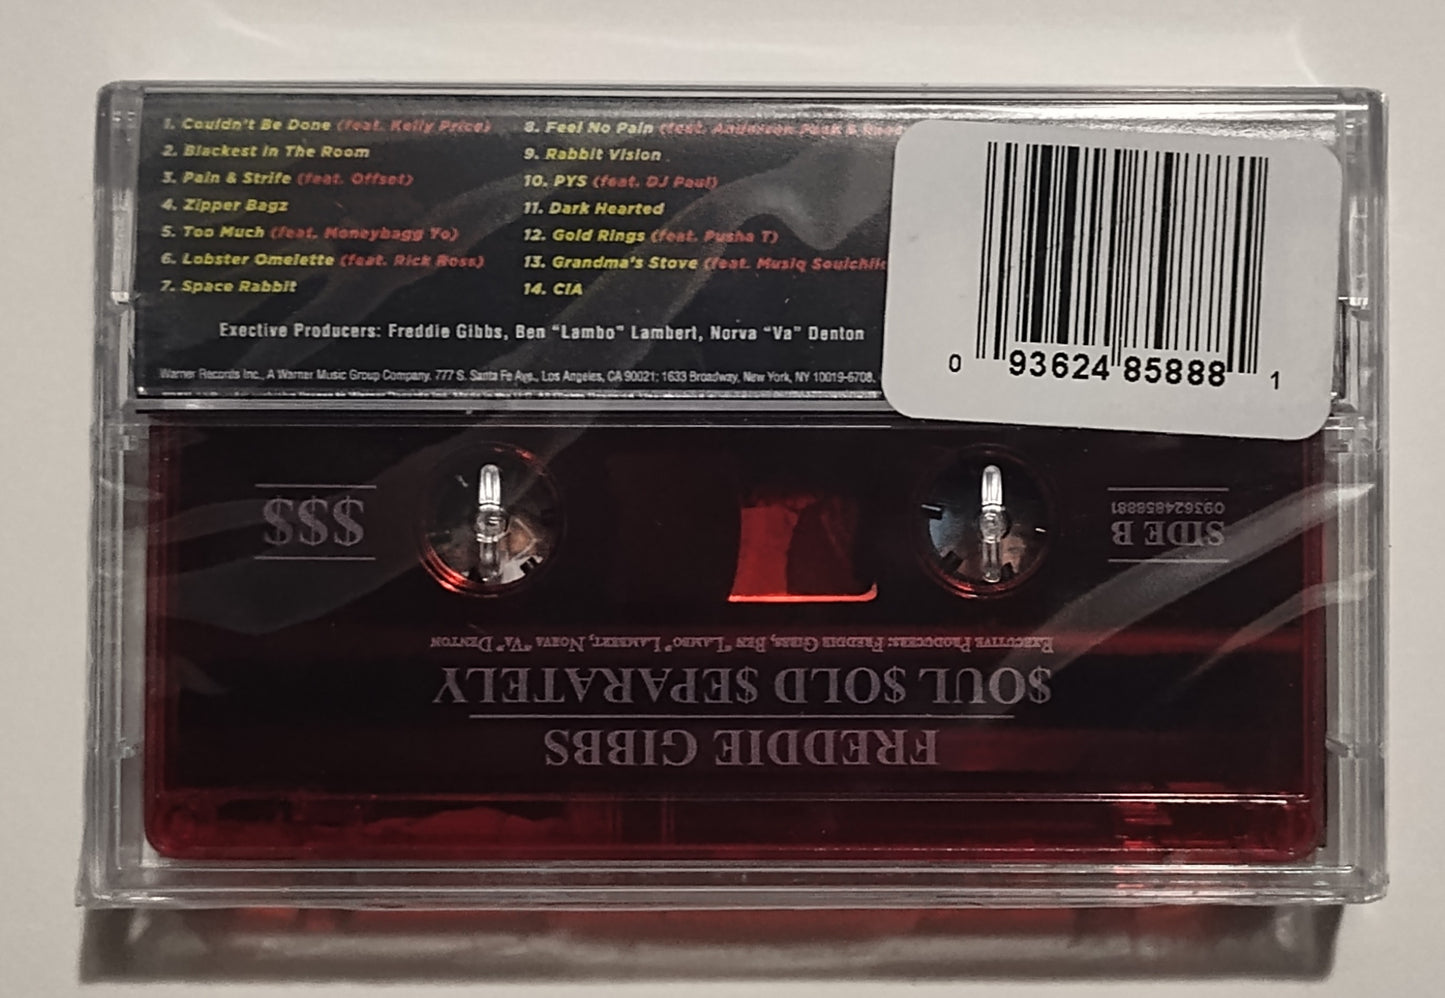 1. Couldn't Be Done (feat. Kelly Price)
2. Blackest In The Room
3. Pain & Strife (feat. Offset)
4. Zipper Bagz
5. Too Much (feat. Moneybagg Yo)
6. Lobster Omelette (feat. Rick Ross)
7. Space Rabbit
8. Feel No Pain (feat. Anderson .Paak &
9. Rabbit Vision
10. PYS (feat. DJ Paul)
11. Dark Hearted
12. Gold Rings (feat. Pusha T)
13. Grandma's Stove (feat. Musiq
14. CIA
Exective Producers: Freddie Gibbs, Ben "Lambo" Lambert, Norva "Va" Denton
Warner Records Inc., A Warner Music Group Company, 777 S. Santa Fe Ave., Los Angeles, CA 90021; 1633 Broadway, New York, NY 10019-6708.
0 93624 85888 1
FREDDIE GIBBS
$OUL $OLD $EPARATELY
EXECUTIVE PRODUCERS: FREDDIE GIBBS, BEN "LAMBO" LAMBERT, NORVA "VA" DENTON
SIDE B
093624858881
$$$